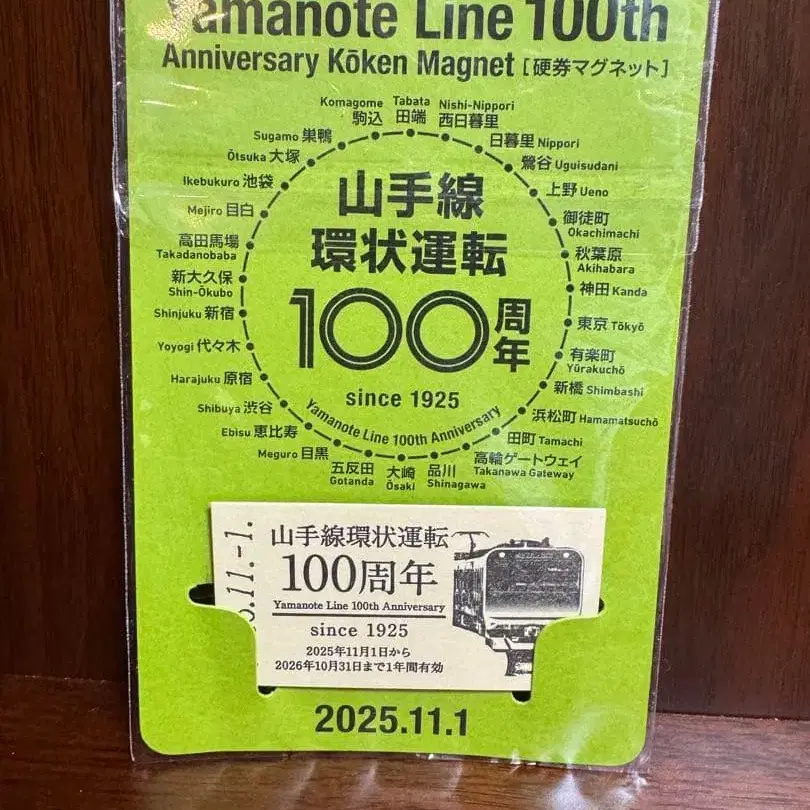 Yamanote Line 100th
Anniversary Kōken Magnet [硬券マグネット]
Komagome 駒込
Tabata 田端
Nishi-Nippori 西日暮里
日暮里 Nippori
鶯谷 Uguisudani
上野 Ueno
御徒町 Okachimachi
秋葉原 Akihabara
神田 Kanda
東京 Tōkyō
有楽町 Yūrakuchō
新橋 Shimbashi
浜松町 Hamamatsuchō
田町 Tamachi
高輪ゲートウェイ Takanawa Gateway
品川 Shinagawa
大崎 Ōsaki
五反田 Gotanda
Meguro 目黒
Ebisu 恵比寿
Shibuya 渋谷
Harajuku 原宿
Yoyogi 代々木
Shinjuku 新宿
新大久保 Shin-Ōkubo
高田馬場 Takadanobaba
Mejiro 目白
Ikebukuro 池袋
Ōtsuka 大塚
Sugamo 巣鴨
山手線
環状運転
100周年
since 1925
Yamanote Line 100th Anniversary
.11.-1.
山手線環状運転
100周年
Yamanote Line 100th Anniversary
since 1925
2025年11月1日から
2026年10月31日まで1年間有効
2025.11.1